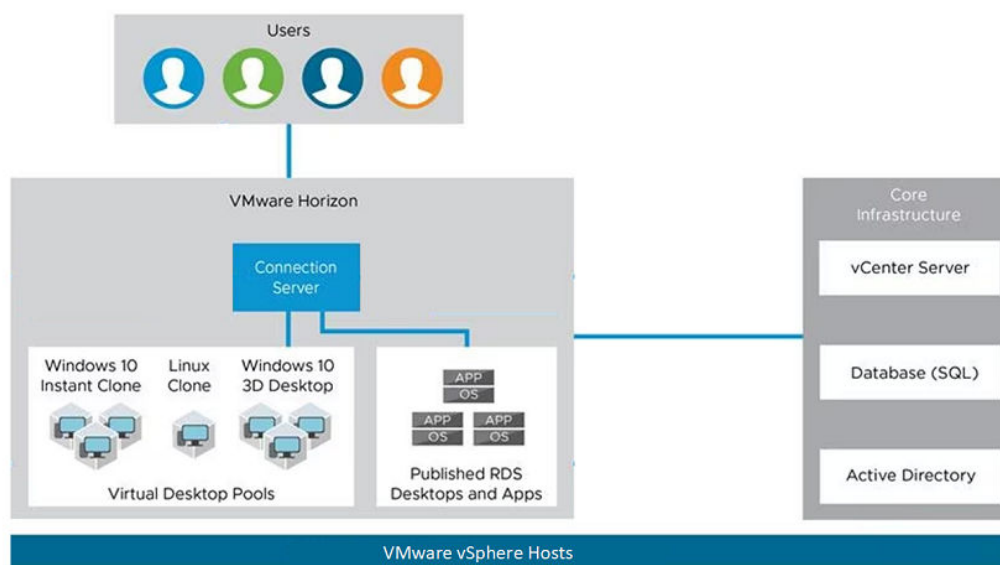 Users
VMware Horizon
Connection
Server
Windows 10
Instant Clone
Linux
Clone
Windows 10
3D Desktop
Virtual Desktop Pools
APP
OS
APP
OS
APP
OS
Published RDS
Desktops and Apps
Core
Infrastructure
vCenter Server
Database (SQL)
Active Directory
VMware vSphere Hosts